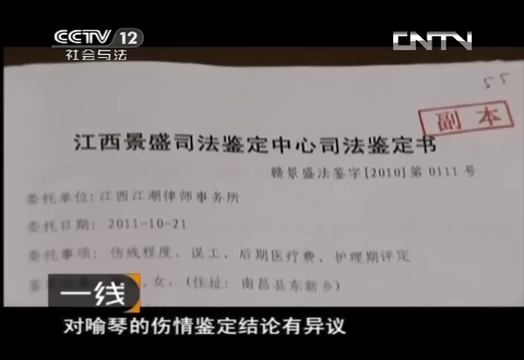 CCTV 12
社会与法
CNTV
57
副本
江西景盛司法鉴定中心司法鉴定书
赣景盛法鉴字[2010]第0111号
委托单位:江西江潮律师事务所
委托日期: 2011-10-21
委托事项: 伤残程度,误工,后期医疗费、护理期评定
,女,(住址: 南昌县东新乡)
一线
对喻琴的伤情鉴定结论有异议